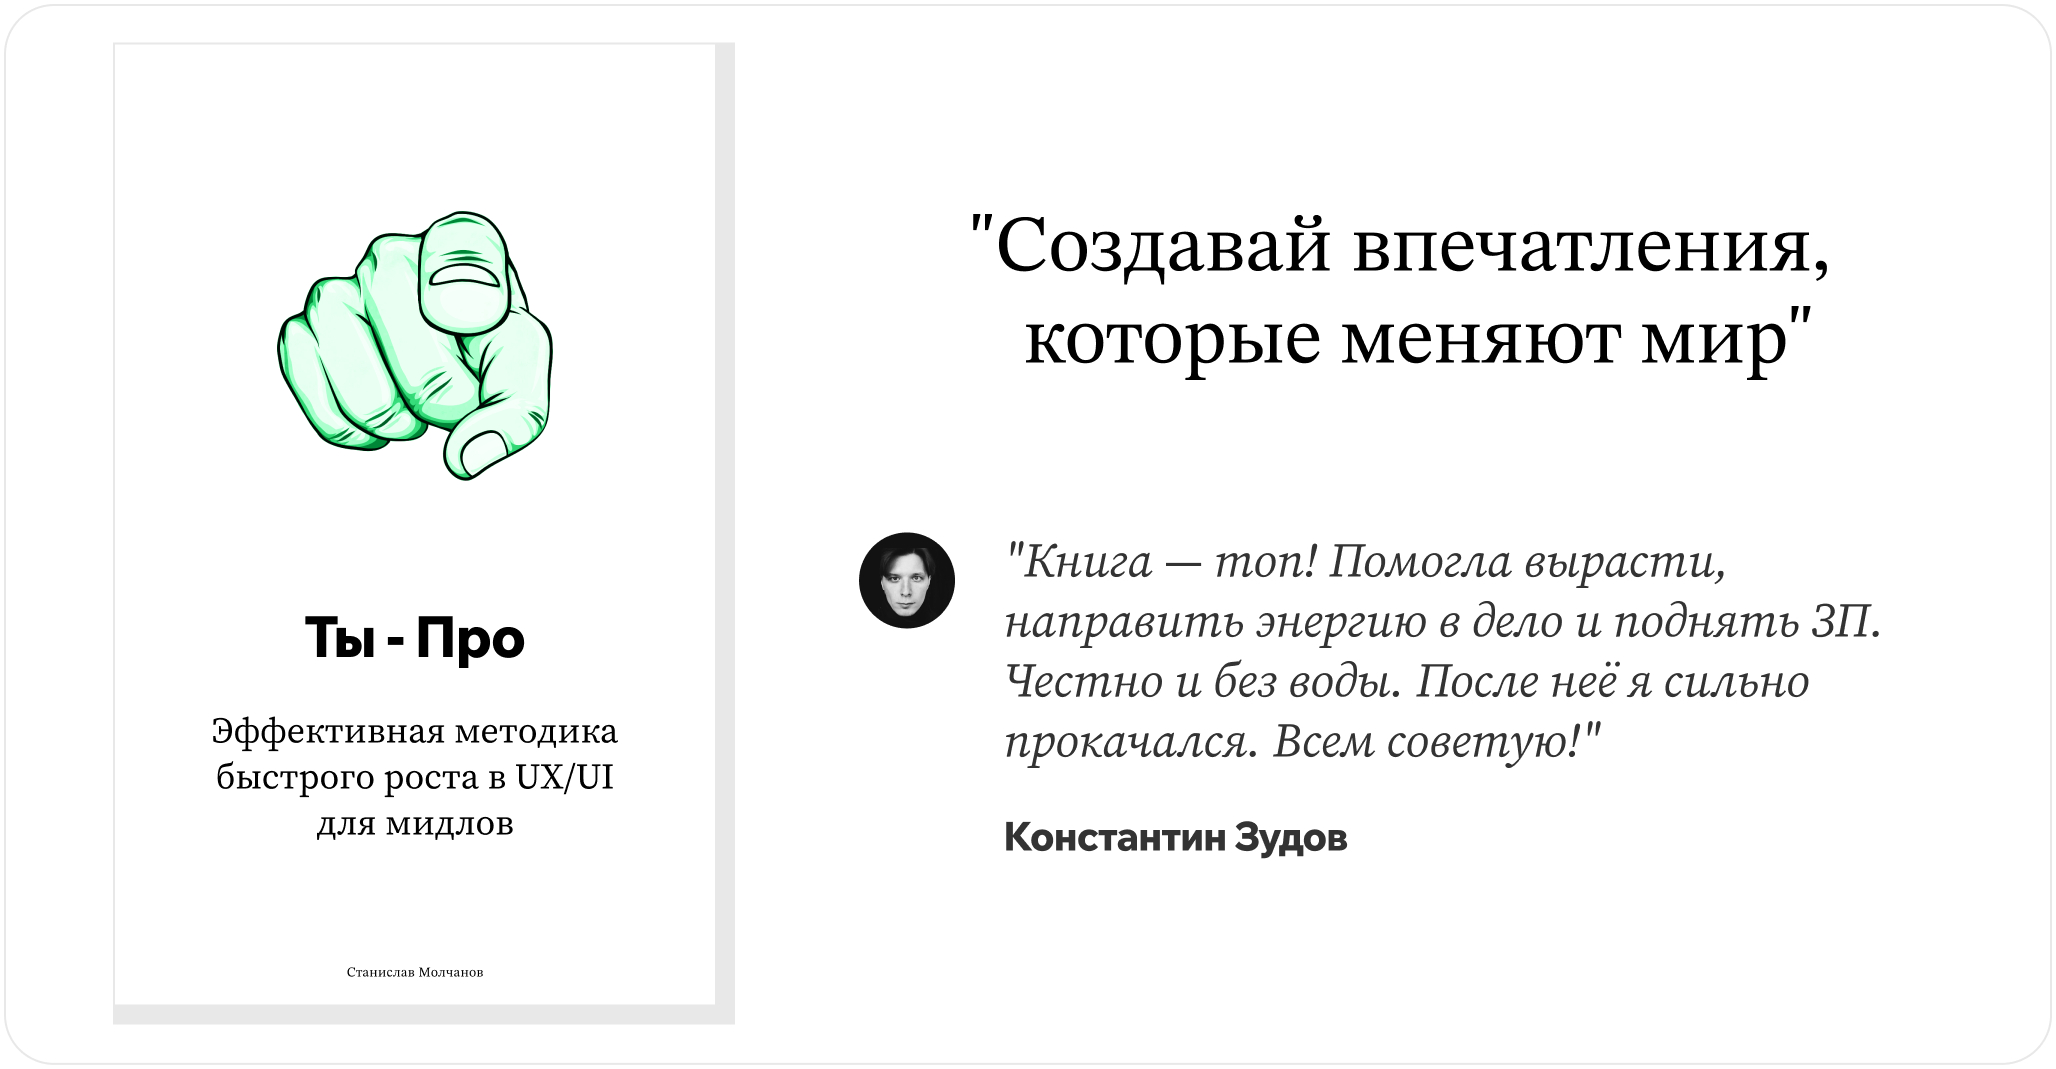 Ты - Про
Эффективная методика
быстрого роста в UX/UI
для мидлов
Станислав Молчанов
"Создавай впечатления,
которые меняют мир"
"Книга — топ! Помогла вырасти,
направить энергию в дело и поднять ЗП.
Честно и без воды. После неё я сильно
прокачался. Всем советую!"
Константин Зудов